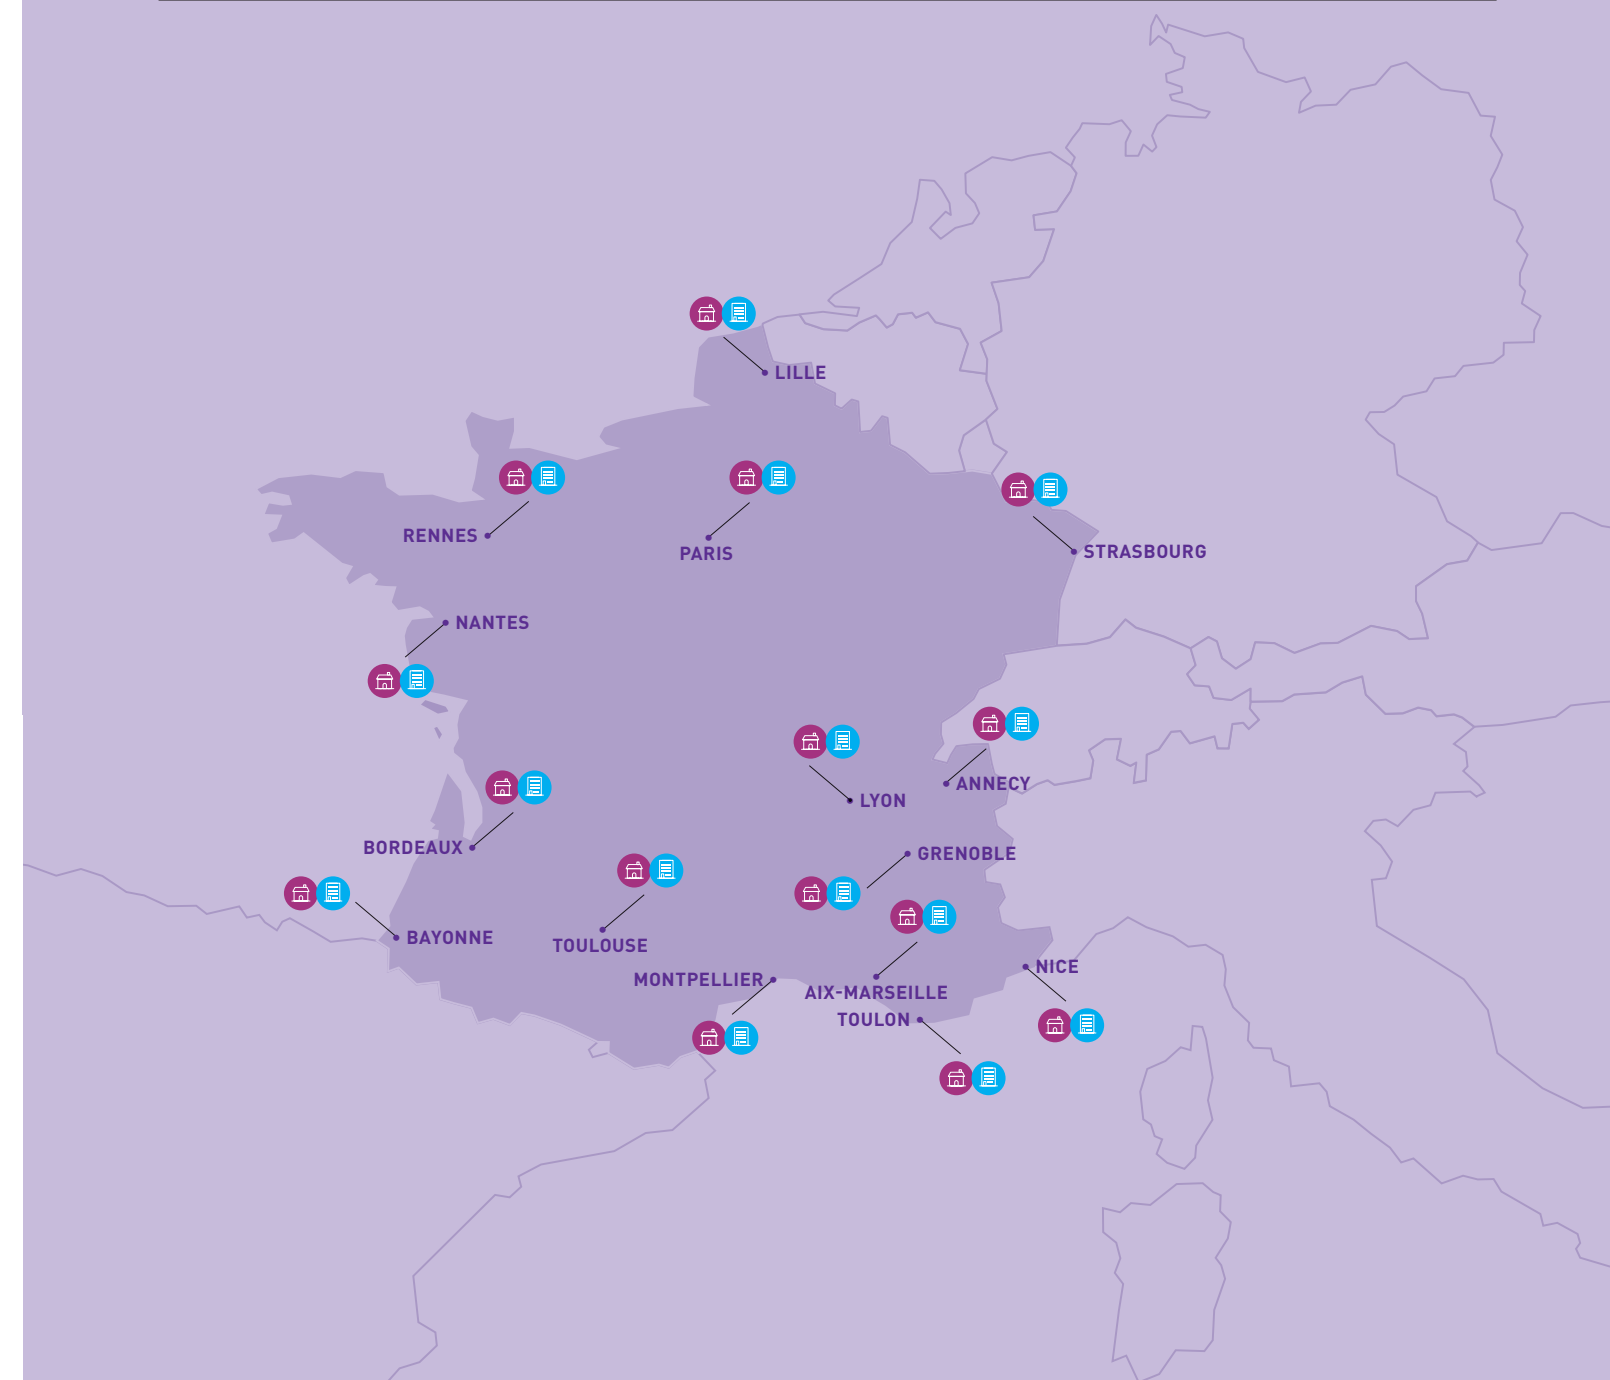 LILLE
RENNES
PARIS
STRASBOURG
NANTES
ANNECY
LYON
BORDEAUX
GRENOBLE
BAYONNE
TOULOUSE
MONTPELLIER
NICE
AIX-MARSEILLE
TOULON